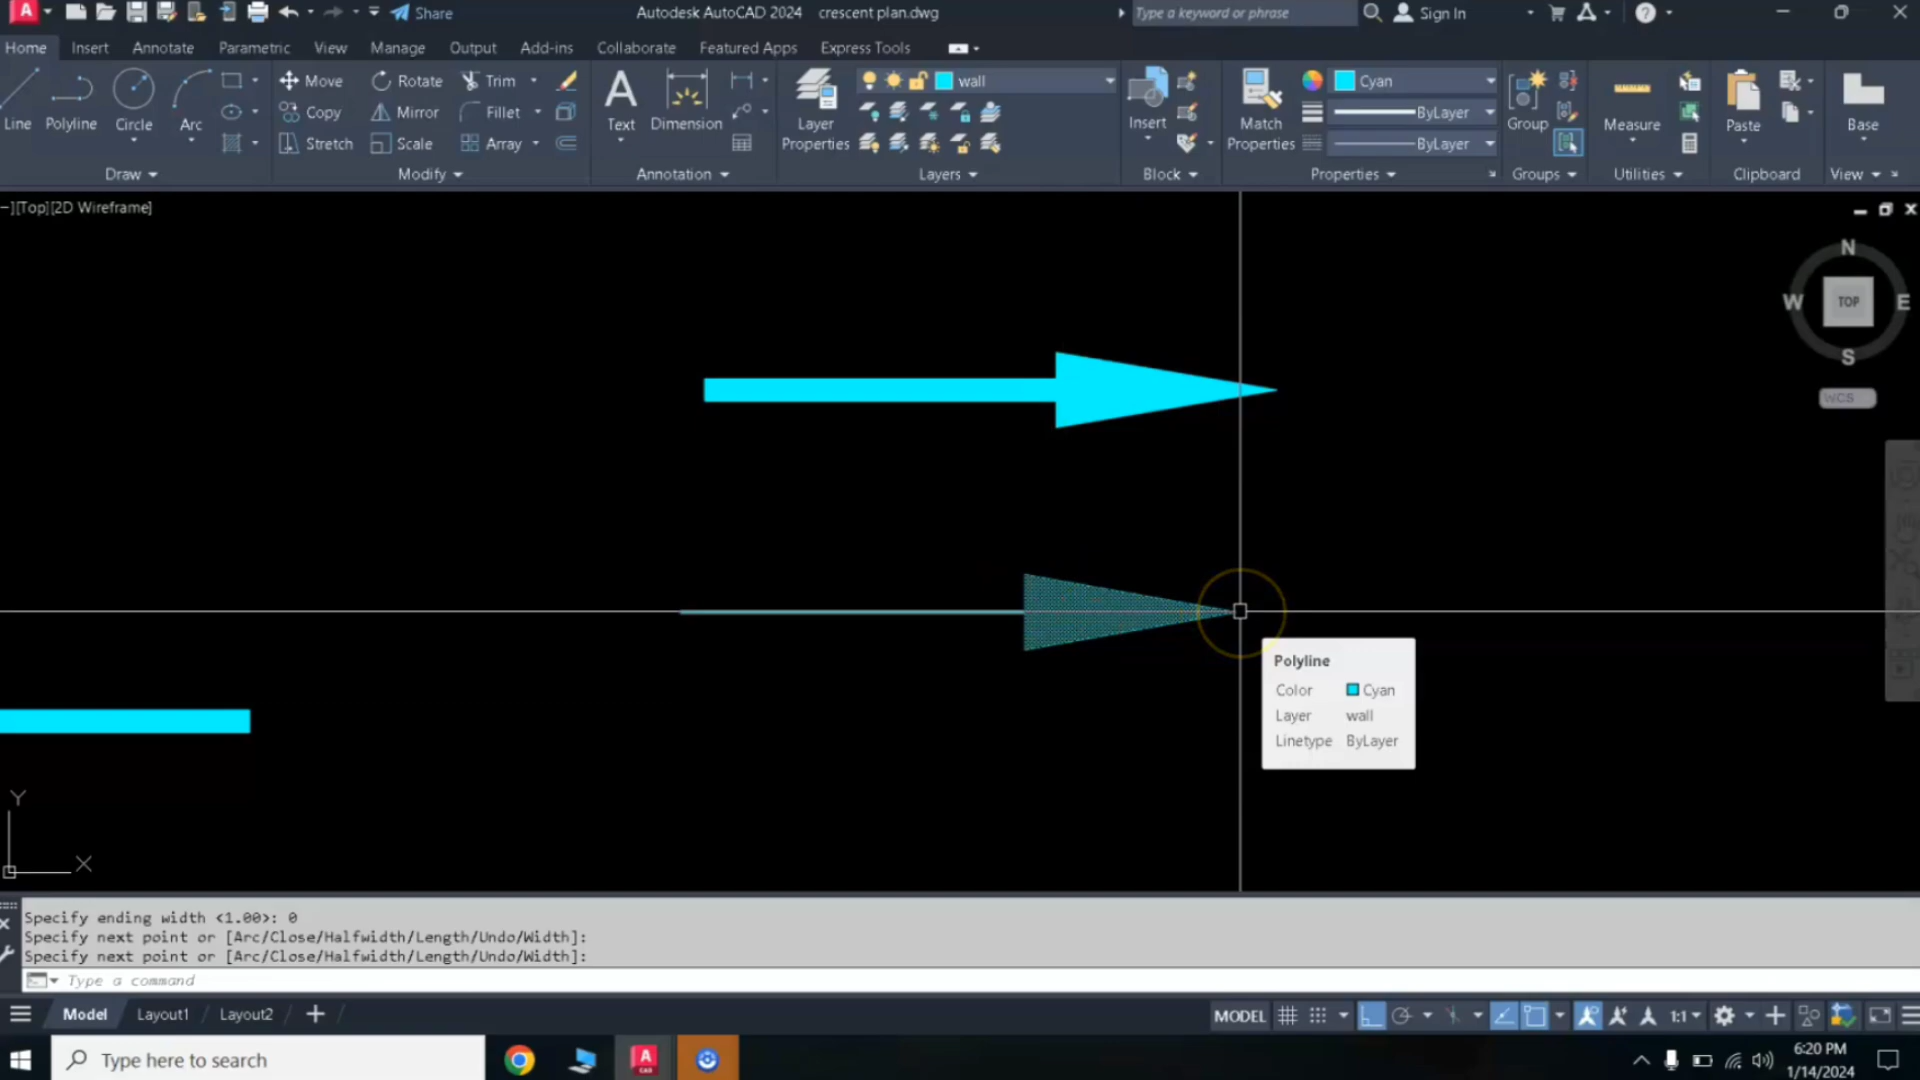 A Share Autodesk AutoCAD 2024 crescent plan.dwg Type a keyword or phrase Sign In
Home Insert Annotate Parametric View Manage Output Add-ins Collaborate Featured Apps Express Tools
Move Rotate Trim wall Cyan
Line Polyline Circle Arc Copy Mirror Fillet Text Dimension Layer Properties Insert Match Properties ByLayer Group Measure Paste Base
Stretch Scale Array ByLayer
Draw Modify Annotation Layers Block Properties Groups Utilities Clipboard View
–][Top][2D Wireframe]
N
W TOP E
S
WCS
Polyline
Color Cyan
Layer wall
Linetype ByLayer
Y
X
Specify ending width <1.00>: 0
Specify next point or [Arc/Close/Halfwidth/Length/Undo/Width]:
Specify next point or [Arc/Close/Halfwidth/Length/Undo/Width]:
Type a command
Model Layout1 Layout2 + MODEL 1:1
Type here to search A CAD 6:20 PM
1/14/2024